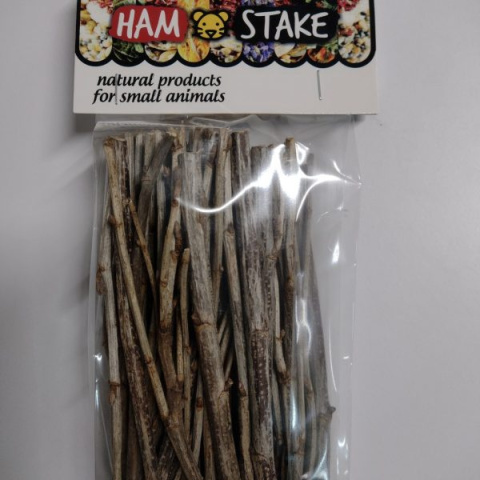 HAM STAKE
natural products
for small animals